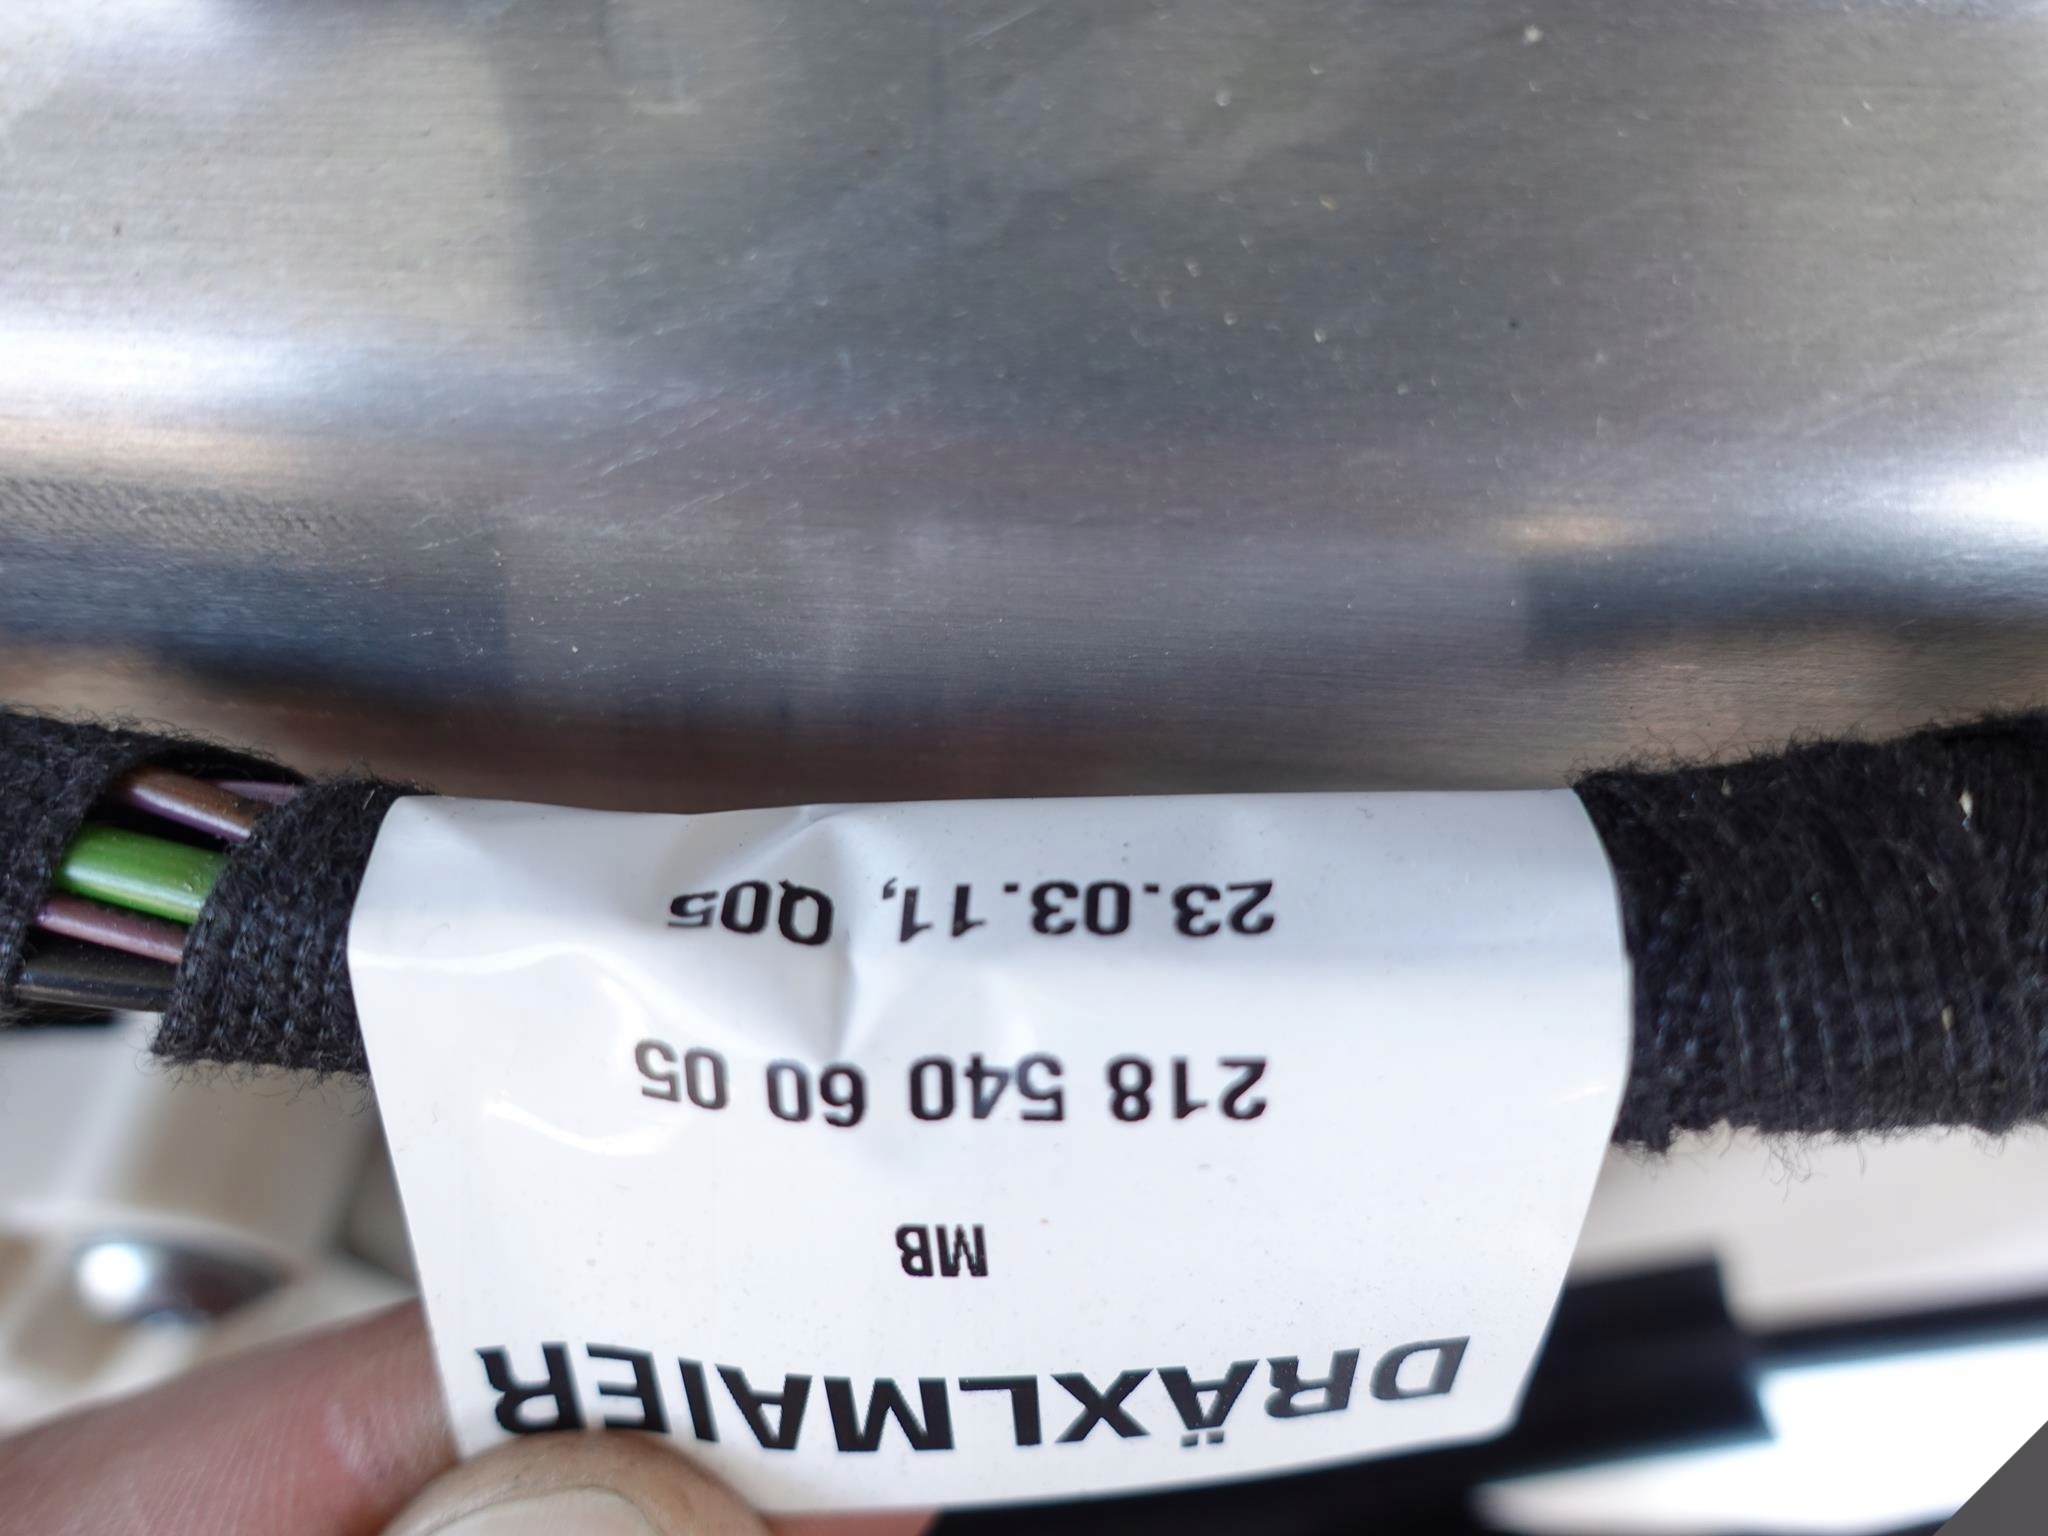 DRÄXLMAIER
MB
218 540 60 05
23.03.11, Q05